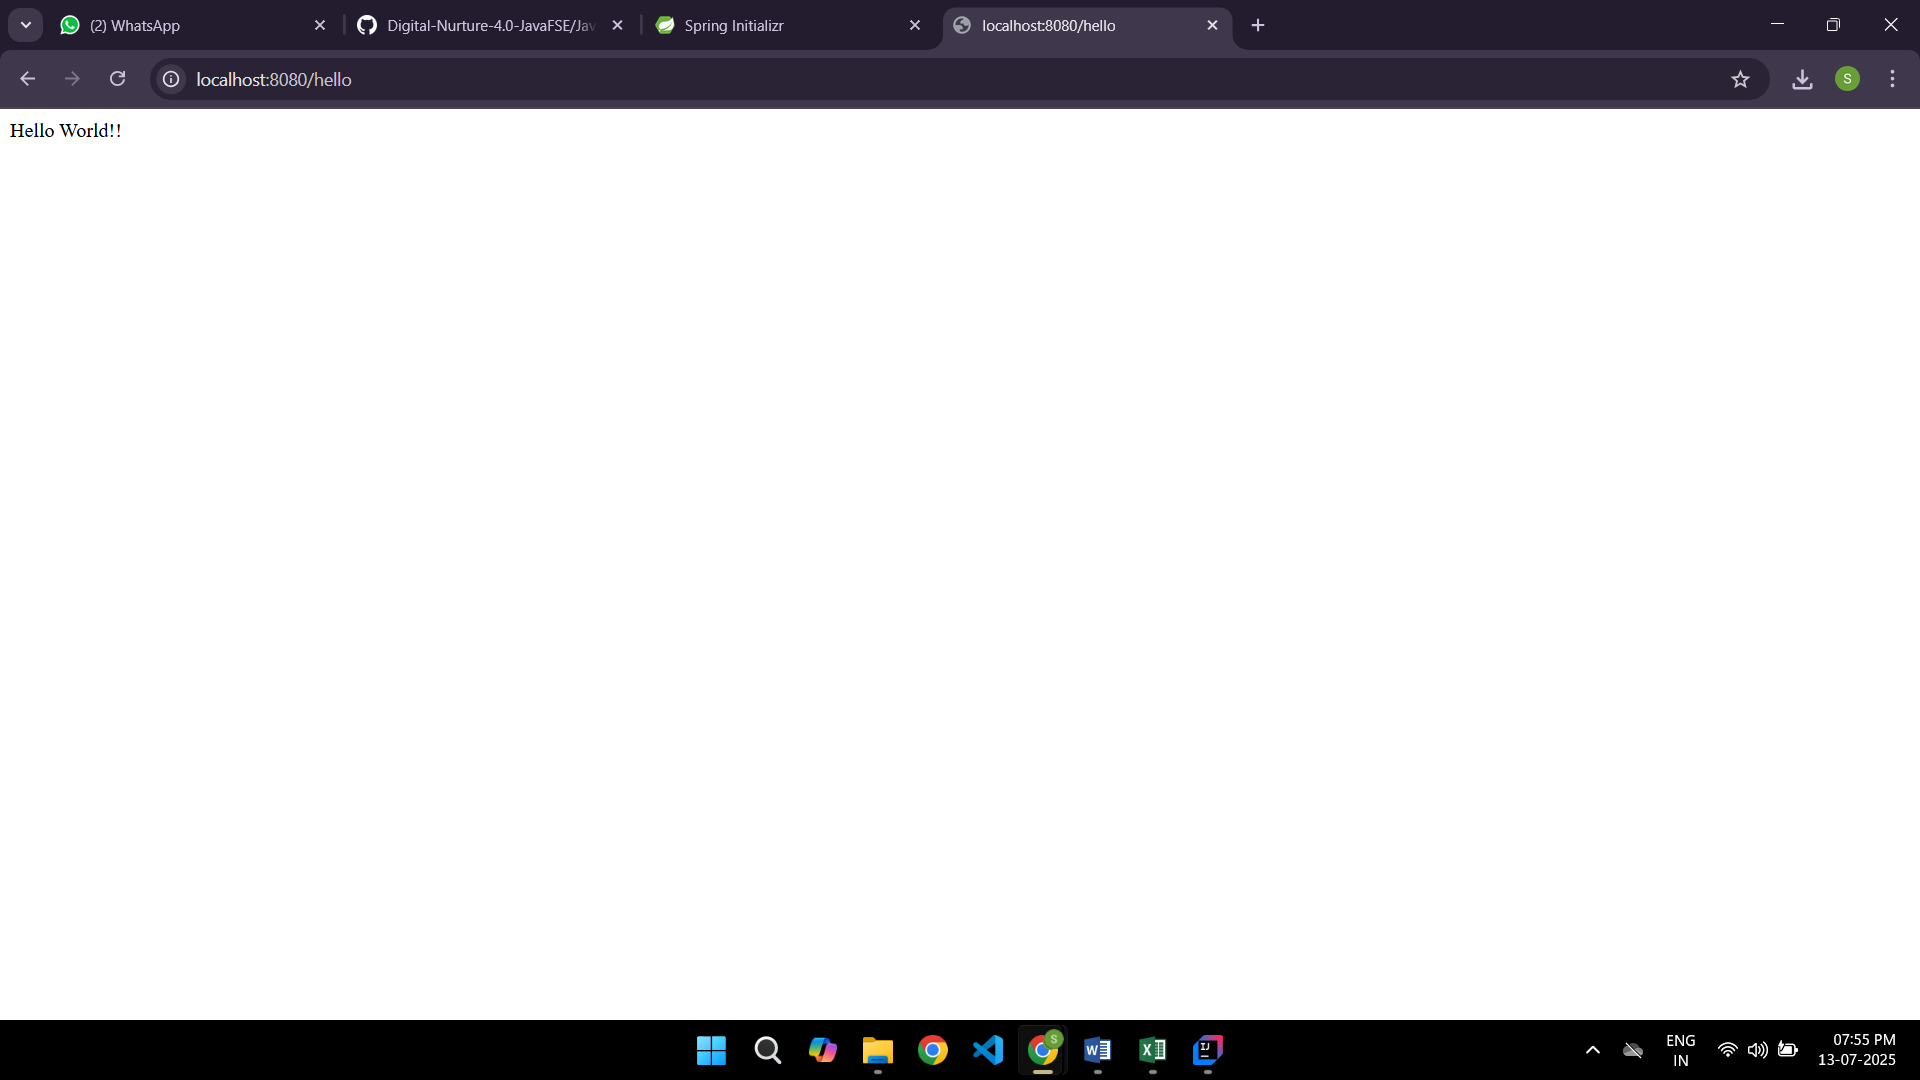 (2) WhatsApp
Digital-Nurture-4.0-JavaFSE/Jav
Spring Initializr
localhost:8080/hello
localhost:8080/hello
S
Hello World!!
S
W
X
IJ
ENG
IN
07:55 PM
13-07-2025